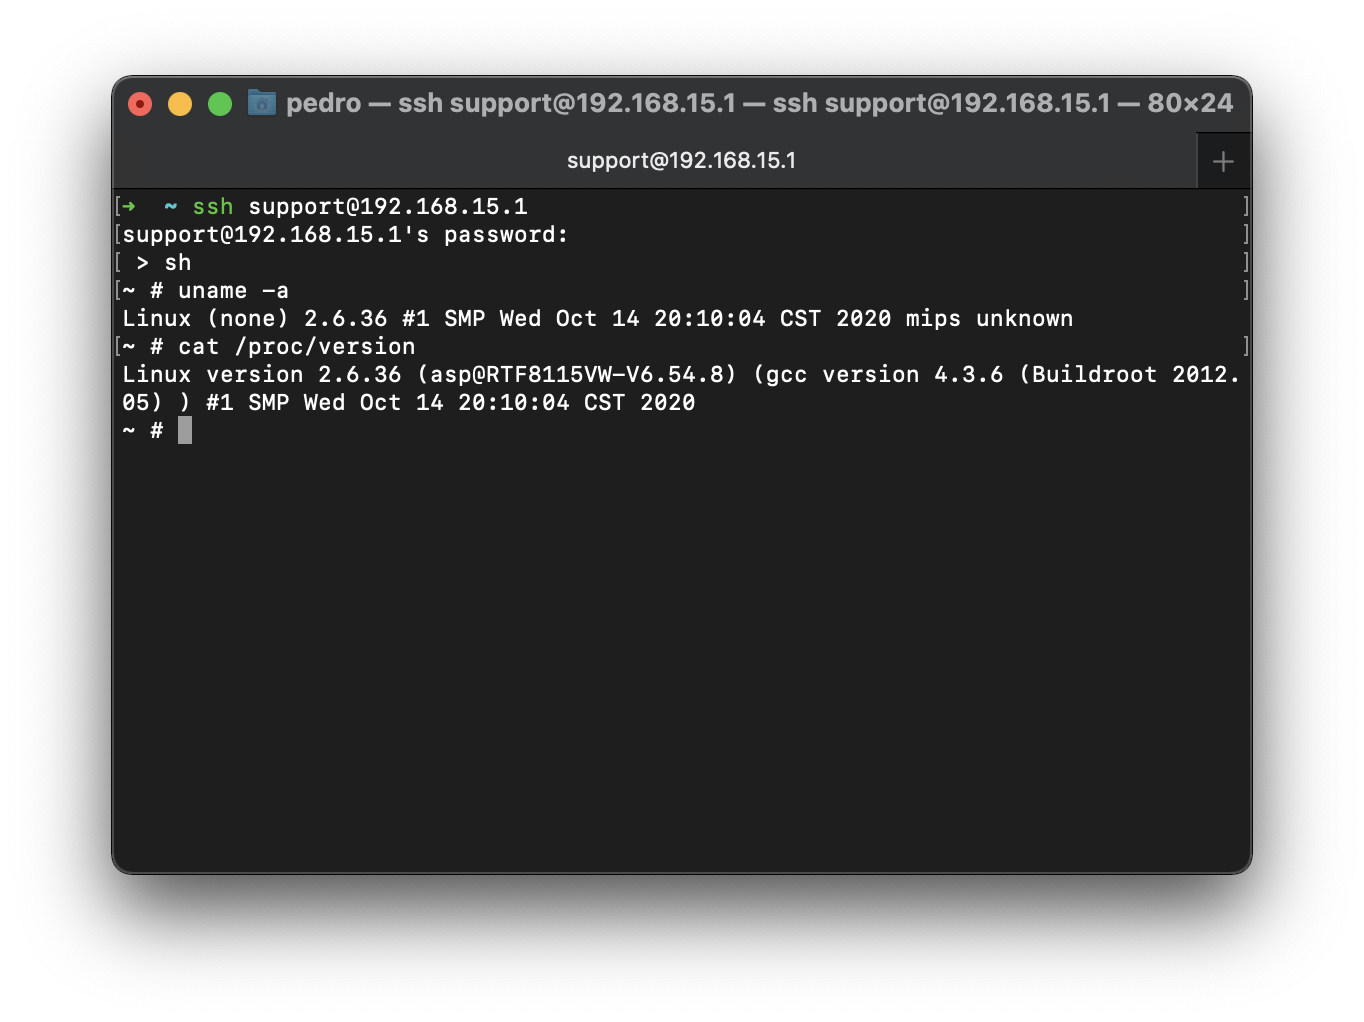 pedro — ssh support@192.168.15.1 — ssh support@192.168.15.1 — 80×24
support@192.168.15.1
[➜  ~ ssh support@192.168.15.1 ]
[support@192.168.15.1's password: ]
[ > sh ]
[~ # uname -a ]
Linux (none) 2.6.36 #1 SMP Wed Oct 14 20:10:04 CST 2020 mips unknown
[~ # cat /proc/version ]
Linux version 2.6.36 (asp@RTF8115VW-V6.54.8) (gcc version 4.3.6 (Buildroot 2012.
05) ) #1 SMP Wed Oct 14 20:10:04 CST 2020
~ #